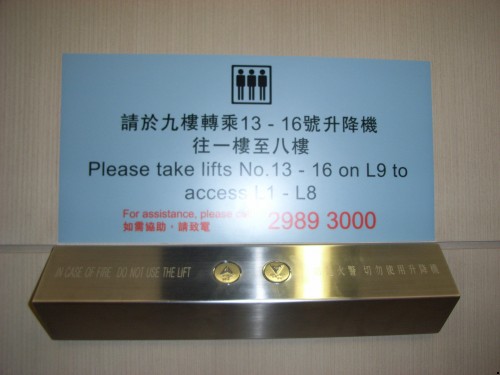 請於九樓轉乘13 - 16號升降機
往一樓至八樓
Please take lifts No.13 - 16 on L9 to
access L1 - L8
For assistance, please 2989 3000
如需協助，請致電
IN CASE OF FIRE DO NOT USE THE LIFT 火警 切勿使用升降機